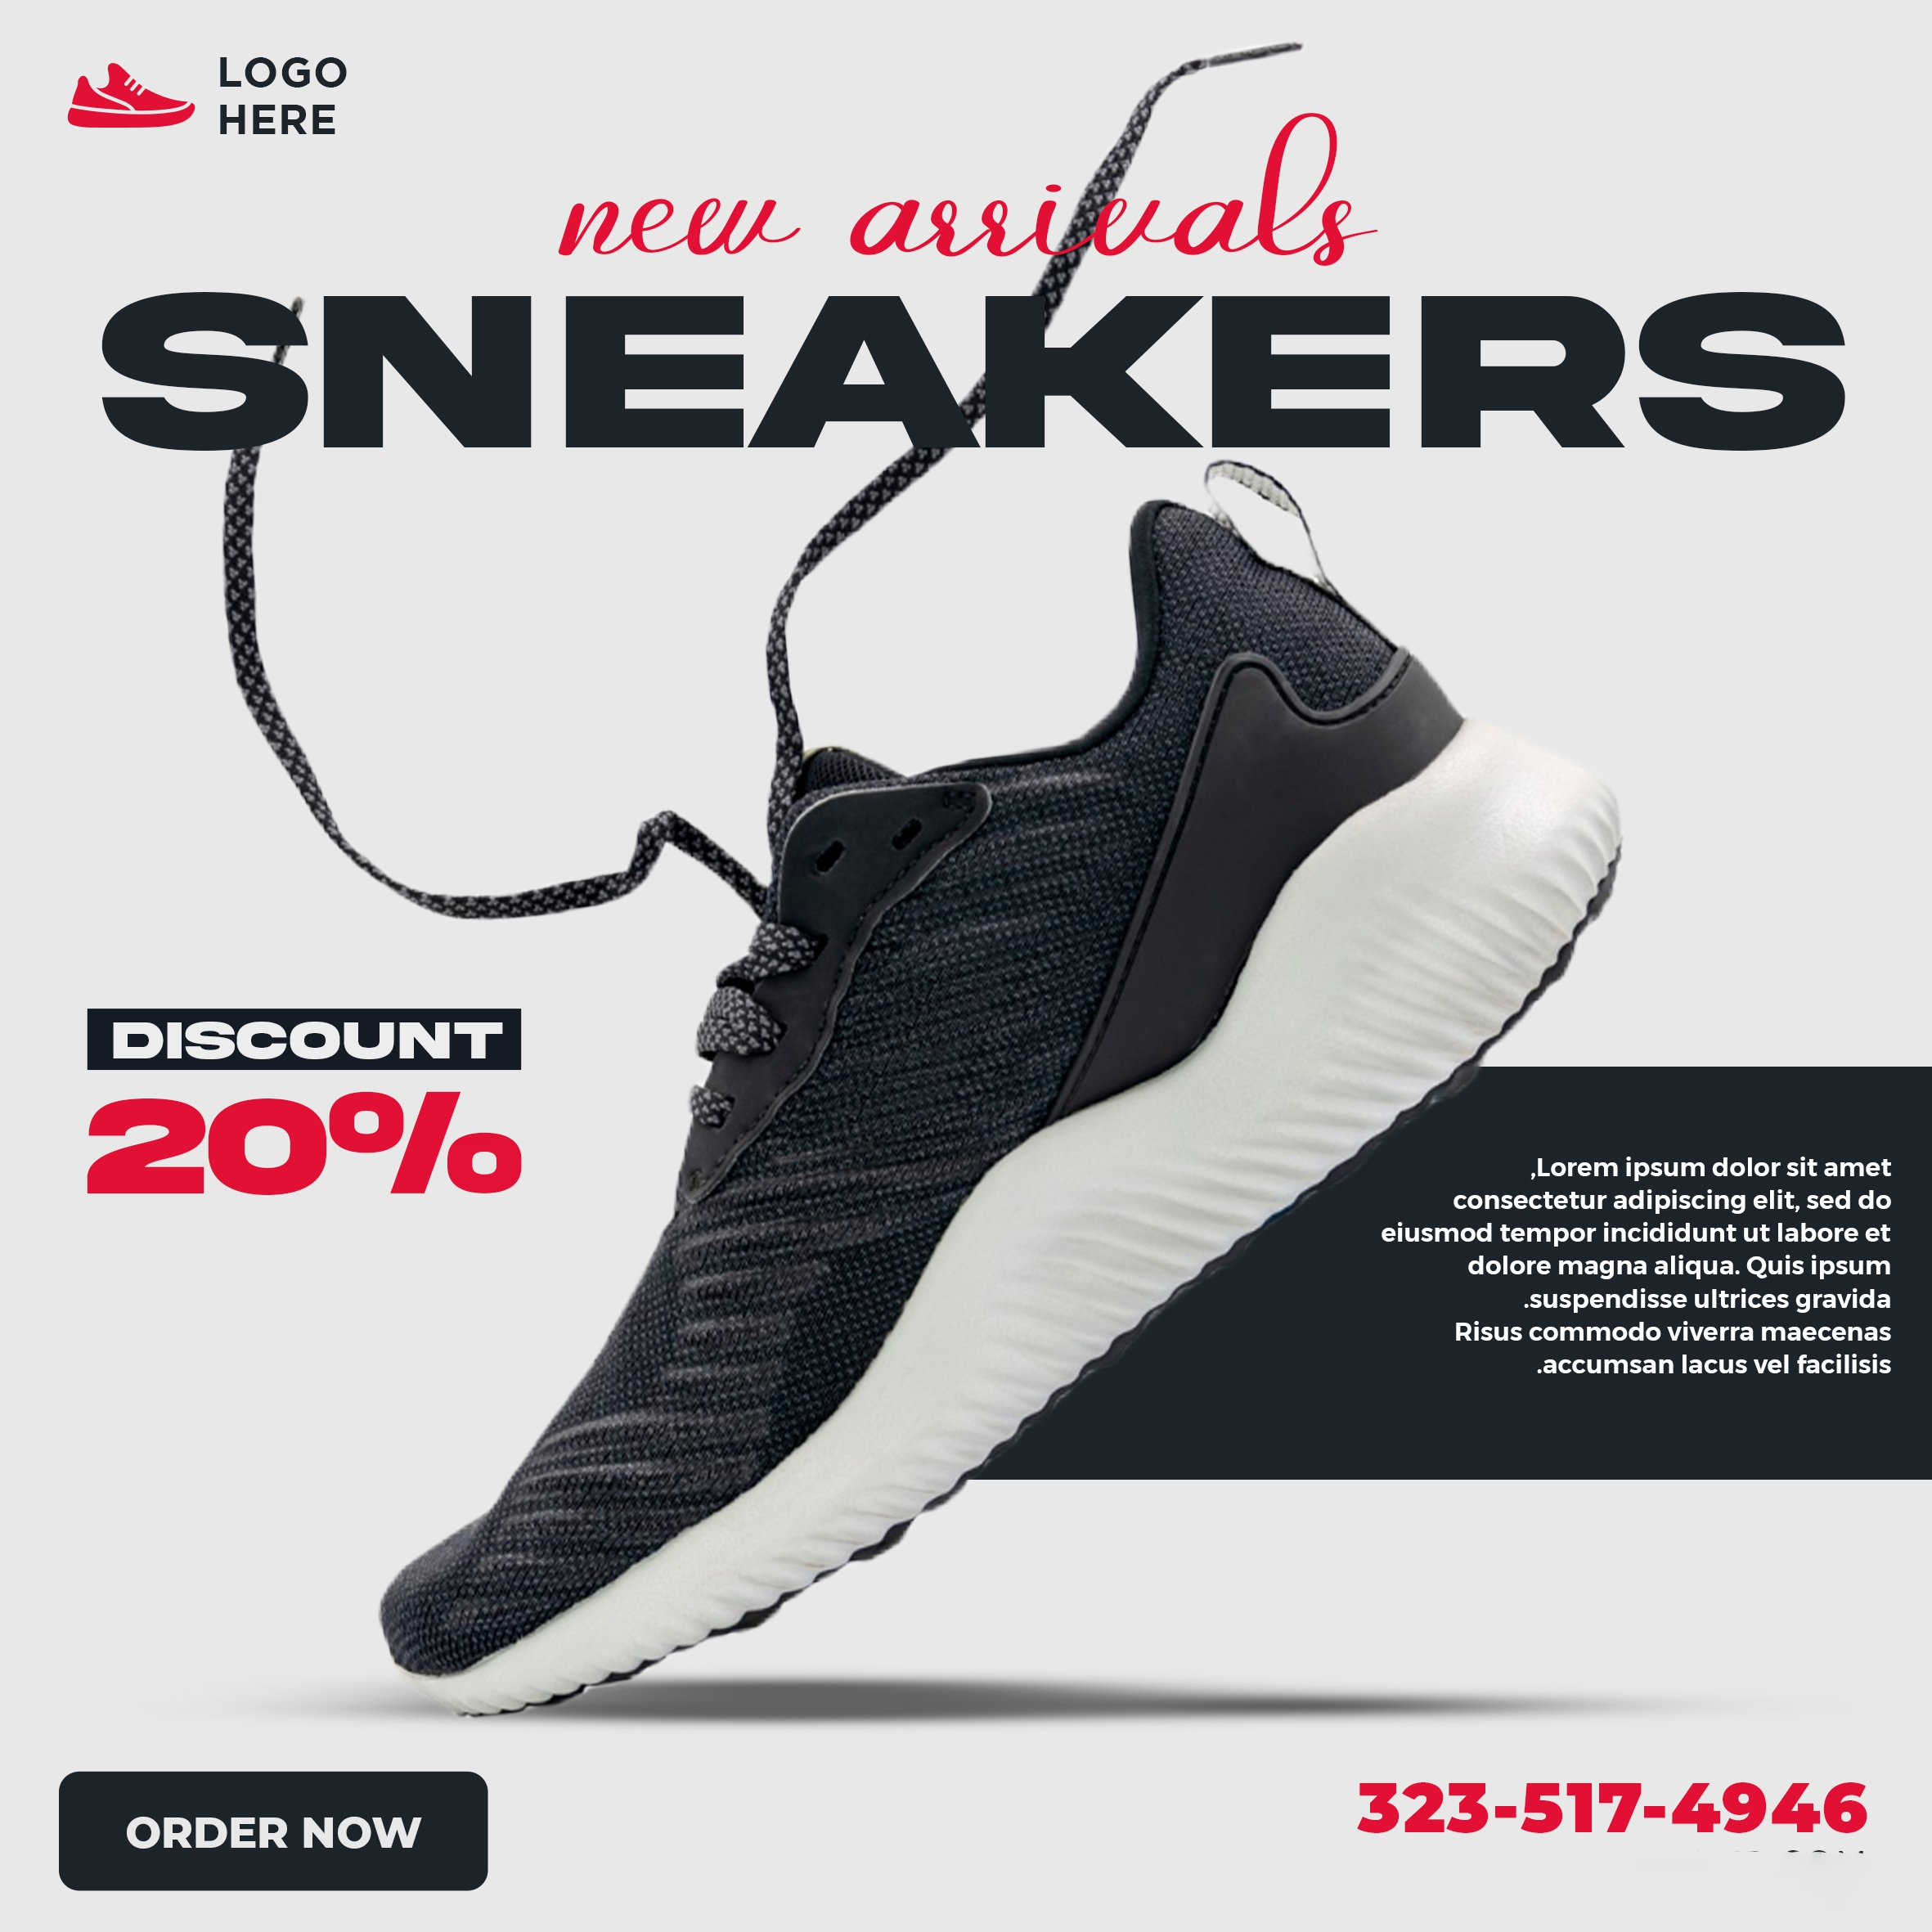 LOGO
HERE
new arrivals
SNEAKERS
DISCOUNT
20%
,Lorem ipsum dolor sit amet
consectetur adipiscing elit, sed do
eiusmod tempor incididunt ut labore et
dolore magna aliqua. Quis ipsum
.suspendisse ultrices gravida
Risus commodo viverra maecenas
.accumsan lacus vel facilisis
ORDER NOW
323-517-4946